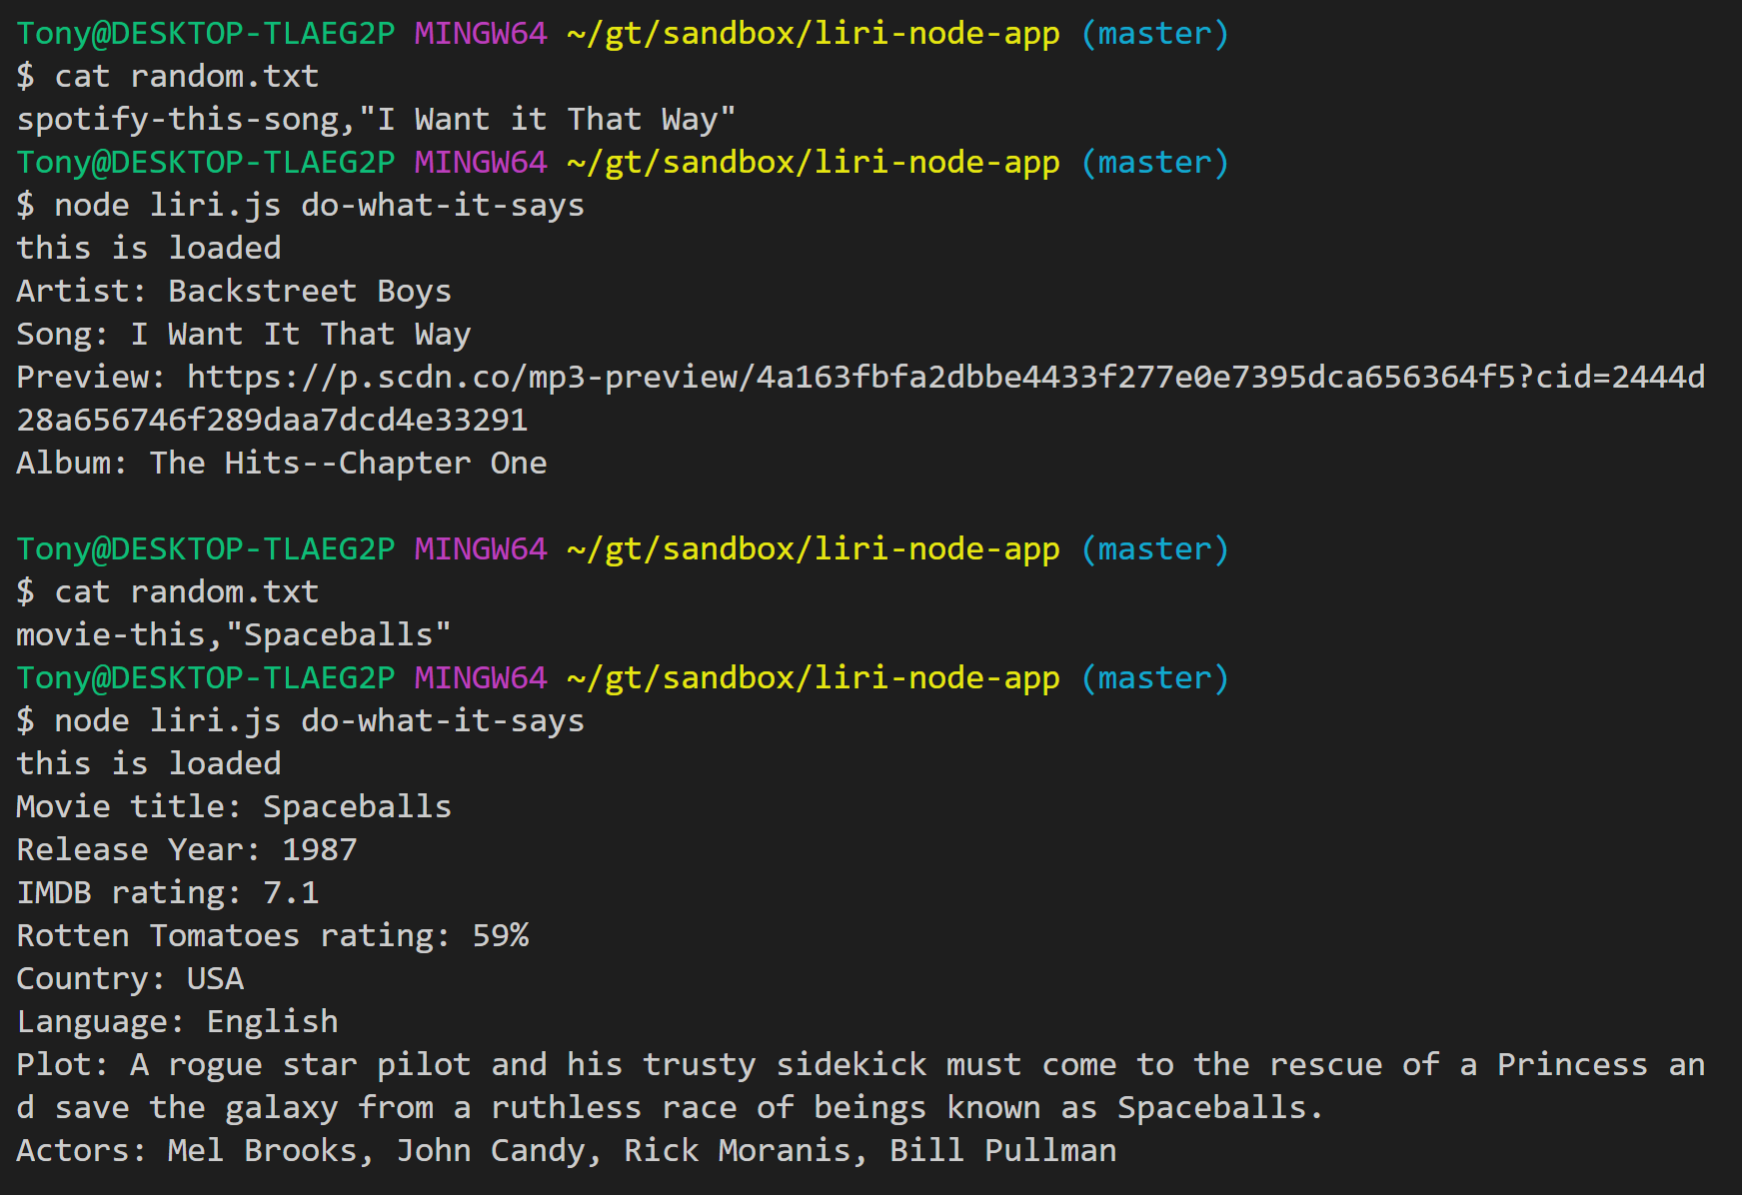 Tony@DESKTOP-TLAEG2P MINGW64 ~/gt/sandbox/liri-node-app (master)
$ cat random.txt
spotify-this-song,"I Want it That Way"
Tony@DESKTOP-TLAEG2P MINGW64 ~/gt/sandbox/liri-node-app (master)
$ node liri.js do-what-it-says
this is loaded
Artist: Backstreet Boys
Song: I Want It That Way
Preview: https://p.scdn.co/mp3-preview/4a163fbfa2dbbe4433f277e0e7395dca656364f5?cid=2444d
28a656746f289daa7dcd4e33291
Album: The Hits--Chapter One
Tony@DESKTOP-TLAEG2P MINGW64 ~/gt/sandbox/liri-node-app (master)
$ cat random.txt
movie-this,"Spaceballs"
Tony@DESKTOP-TLAEG2P MINGW64 ~/gt/sandbox/liri-node-app (master)
$ node liri.js do-what-it-says
this is loaded
Movie title: Spaceballs
Release Year: 1987
IMDB rating: 7.1
Rotten Tomatoes rating: 59%
Country: USA
Language: English
Plot: A rogue star pilot and his trusty sidekick must come to the rescue of a Princess an
d save the galaxy from a ruthless race of beings known as Spaceballs.
Actors: Mel Brooks, John Candy, Rick Moranis, Bill Pullman